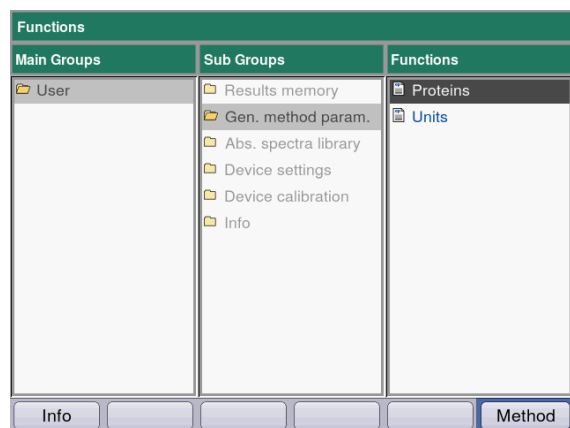 Functions
Main Groups
Sub Groups
Functions
User
Results memory
Gen. method param.
Abs. spectra library
Device settings
Device calibration
Info
Proteins
Units
Info
Method